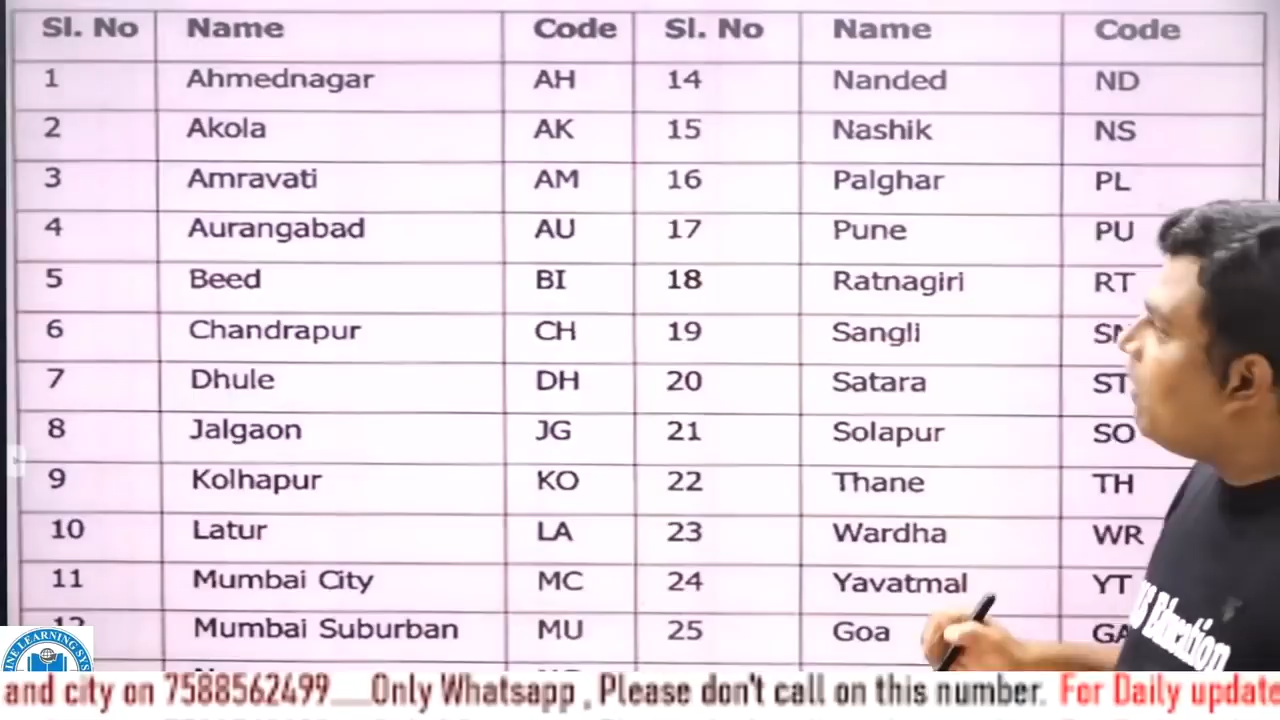 Sl. No Name Code Sl. No Name Code
1 Ahmednagar AH 14 Nanded ND
2 Akola AK 15 Nashik NS
3 Amravati AM 16 Palghar PL
4 Aurangabad AU 17 Pune PU
5 Beed BI 18 Ratnagiri RT
6 Chandrapur CH 19 Sangli
7 Dhule DH 20 Satara ST
8 Jalgaon JG 21 Solapur SO
9 Kolhapur KO 22 Thane TH
10 Latur LA 23 Wardha WR
11 Mumbai City MC 24 Yavatmal YT
Mumbai Suburban MU 25 Goa GA
Education
LEARNING
and city on 7588562499.....Only Whatsapp , Please don't call on this number. For Daily update